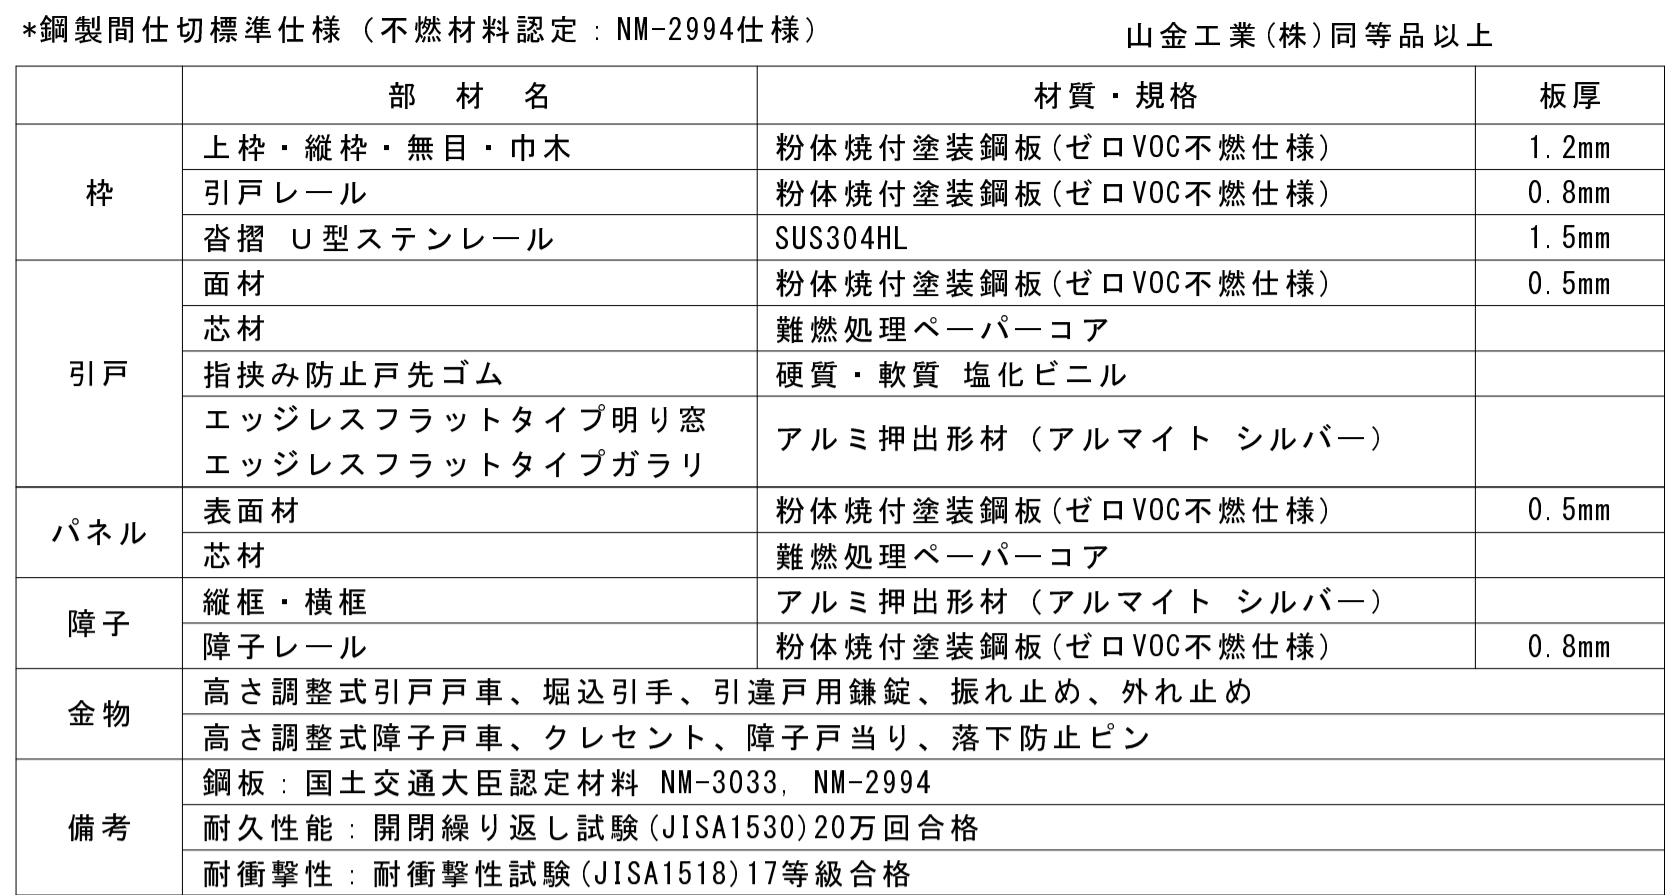 *鋼製間仕切標準仕様（不燃材料認定：NM-2994仕様）
山金工業(株)同等品以上
部　材　名 材質・規格 板厚
枠
上枠・縦枠・無目・巾木 粉体焼付塗装鋼板(ゼロVOC不燃仕様) 1.2mm
引戸レール 粉体焼付塗装鋼板(ゼロVOC不燃仕様) 0.8mm
沓摺 U型ステンレール SUS304HL 1.5mm
引戸
面材 粉体焼付塗装鋼板(ゼロVOC不燃仕様) 0.5mm
芯材 難燃処理ペーパーコア
指挟み防止戸先ゴム 硬質・軟質 塩化ビニル
エッジレスフラットタイプ明り窓
エッジレスフラットタイプガラリ
アルミ押出形材（アルマイト シルバー）
パネル
表面材 粉体焼付塗装鋼板(ゼロVOC不燃仕様) 0.5mm
芯材 難燃処理ペーパーコア
障子
縦框・横框 アルミ押出形材（アルマイト シルバー）
障子レール 粉体焼付塗装鋼板(ゼロVOC不燃仕様) 0.8mm
金物
高さ調整式引戸戸車、堀込引手、引違戸用鎌錠、振れ止め、外れ止め
高さ調整式障子戸車、クレセント、障子戸当り、落下防止ピン
備考
鋼板：国土交通大臣認定材料 NM-3033, NM-2994
耐久性能：開閉繰り返し試験(JISA1530)20万回合格
耐衝撃性：耐衝撃性試験(JISA1518)17等級合格